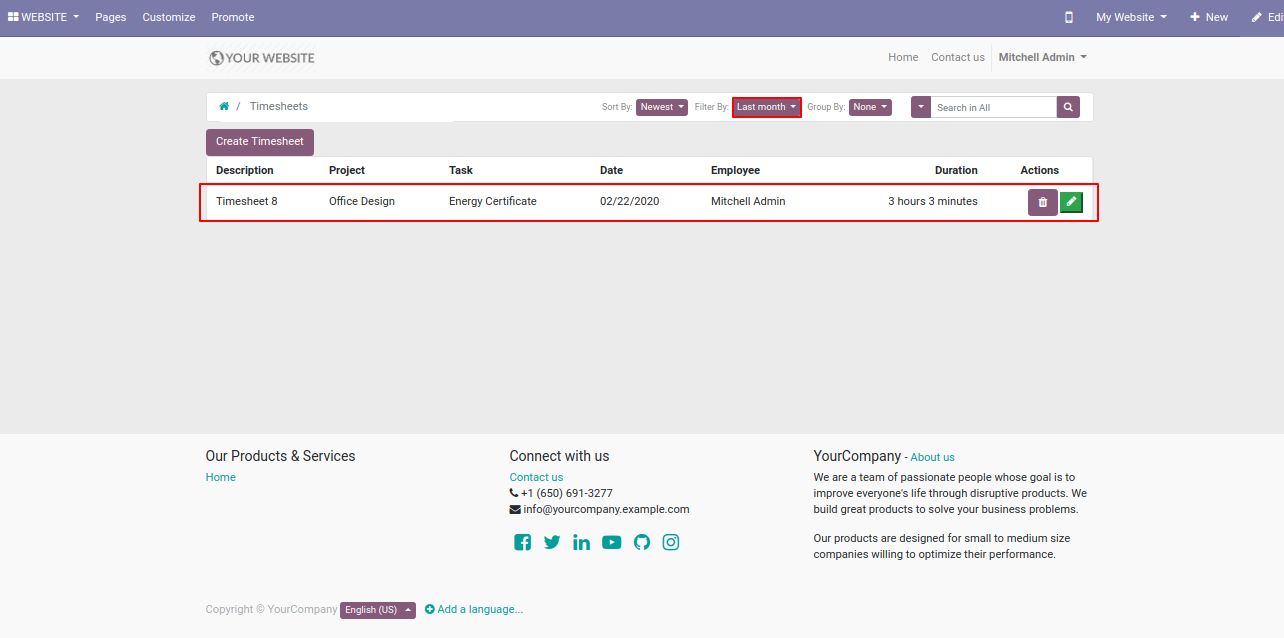 WEBSITE Pages Customize Promote My Website New Edi
YOUR WEBSITE Home Contact us Mitchell Admin
/ Timesheets Sort By: Newest Filter By: Last month Group By: None Search in All
Create Timesheet
Description Project Task Date Employee Duration Actions
Timesheet 8 Office Design Energy Certificate 02/22/2020 Mitchell Admin 3 hours 3 minutes
Our Products & Services
Home
Connect with us
Contact us
+1 (650) 691-3277
info@yourcompany.example.com
YourCompany - About us
We are a team of passionate people whose goal is to
improve everyone's life through disruptive products. We
build great products to solve your business problems.
Our products are designed for small to medium size
companies willing to optimize their performance.
Copyright © YourCompany English (US) Add a language...